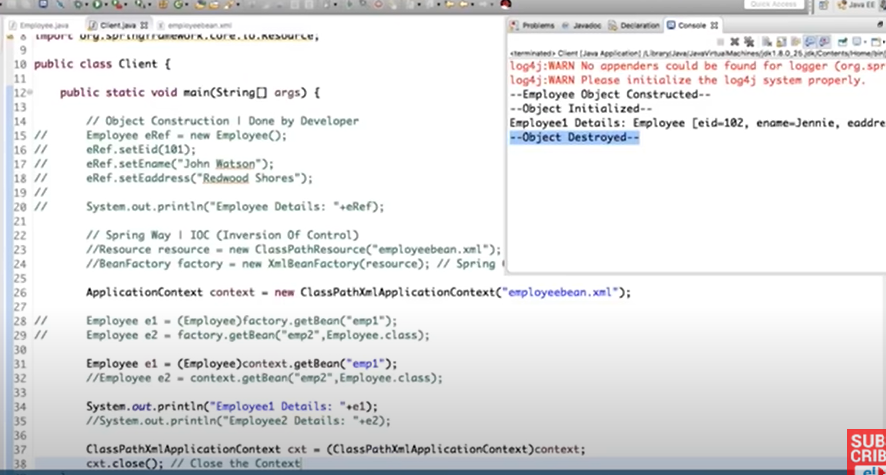 Quick Access
Java EE
Employee.java Client.java employeebean.xml
8 import org.springframework.core.io.Resource;
9
10 public class Client {
11
12 public static void main(String[] args) {
13
14 // Object Construction | Done by Developer
15 // Employee eRef = new Employee();
16 // eRef.setEid(101);
17 // eRef.setEname("John Watson");
18 // eRef.setEaddress("Redwood Shores");
19 //
20 // System.out.println("Employee Details: "+eRef);
21
22 // Spring Way | IOC (Inversion Of Control)
23 //Resource resource = new ClassPathResource("employeebean.xml");
24 //BeanFactory factory = new XmlBeanFactory(resource); // Spring
25
26 ApplicationContext context = new ClassPathXmlApplicationContext("employeebean.xml");
27
28 // Employee e1 = (Employee)factory.getBean("emp1");
29 // Employee e2 = factory.getBean("emp2",Employee.class);
30
31 Employee e1 = (Employee)context.getBean("emp1");
32 //Employee e2 = context.getBean("emp2",Employee.class);
33
34 System.out.println("Employee1 Details: "+e1);
35 //System.out.println("Employee2 Details: "+e2);
36
37 ClassPathXmlApplicationContext cxt = (ClassPathXmlApplicationContext)context;
38 cxt.close(); // Close the Context
Problems Javadoc Declaration Console
<terminated> Client [Java Application] /Library/Java/JavaVirtualMachines/jdk1.8.0_25.jdk/Contents/Home/bin/
log4j:WARN No appenders could be found for logger (org.spr
log4j:WARN Please initialize the log4j system properly.
--Employee Object Constructed--
--Object Initialized--
Employee1 Details: Employee [eid=102, ename=Jennie, eaddre
--Object Destroyed--
SUB
CRIB